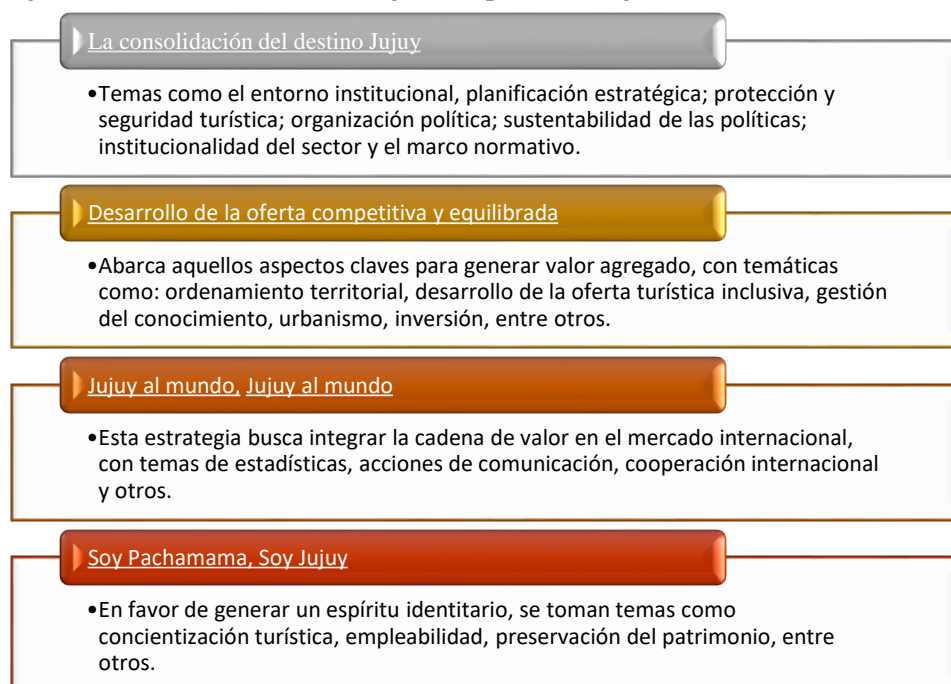 La consolidación del destino Jujuy
•Temas como el entorno institucional, planificación estratégica; protección y
seguridad turística; organización política; sustentabilidad de las políticas;
institucionalidad del sector y el marco normativo.
Desarrollo de la oferta competitiva y equilibrada
•Abarca aquellos aspectos claves para generar valor agregado, con temáticas
como: ordenamiento territorial, desarrollo de la oferta turística inclusiva, gestión
del conocimiento, urbanismo, inversión, entre otros.
Jujuy al mundo, Jujuy al mundo
•Esta estrategia busca integrar la cadena de valor en el mercado internacional,
con temas de estadísticas, acciones de comunicación, cooperación internacional
y otros.
Soy Pachamama, Soy Jujuy
•En favor de generar un espíritu identitario, se toman temas como
concientización turística, empleabilidad, preservación del patrimonio, entre
otros.